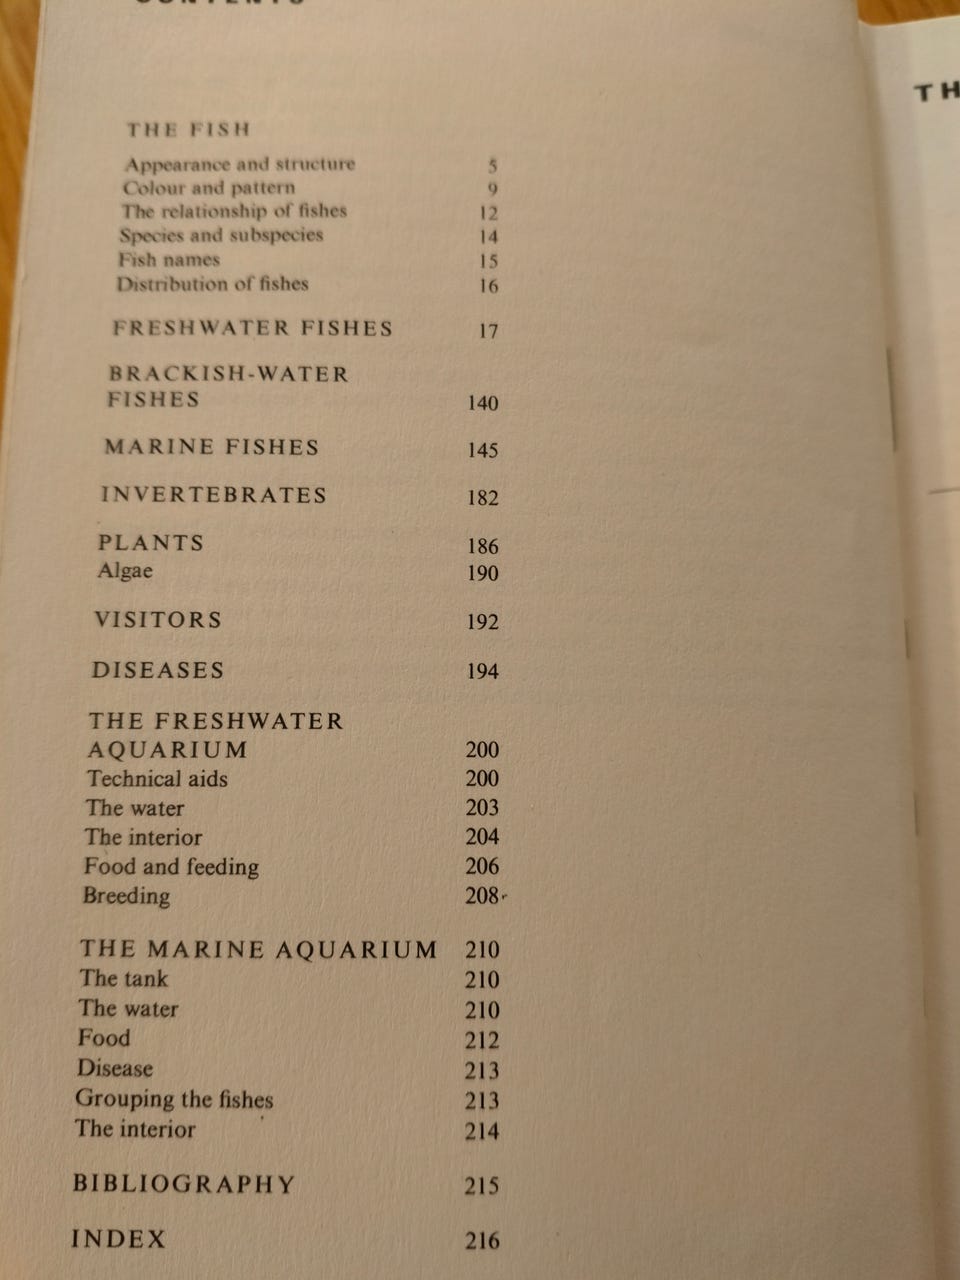 CONTENTS
THE FISH
Appearance and structure 5
Colour and pattern 9
The relationship of fishes 12
Species and subspecies 14
Fish names 15
Distribution of fishes 16
FRESHWATER FISHES 17
BRACKISH-WATER
FISHES 140
MARINE FISHES 145
INVERTEBRATES 182
PLANTS 186
Algae 190
VISITORS 192
DISEASES 194
THE FRESHWATER
AQUARIUM 200
Technical aids 200
The water 203
The interior 204
Food and feeding 206
Breeding 208
THE MARINE AQUARIUM 210
The tank 210
The water 210
Food 212
Disease 213
Grouping the fishes 213
The interior 214
BIBLIOGRAPHY 215
INDEX 216
TH